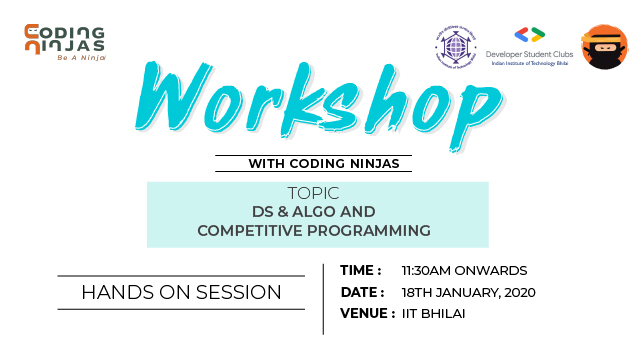 CODING
NINJAS
Be A Ninja
Developer Student Clubs
Indian Institute of Technology Bhilai
Workshop
WITH CODING NINJAS
TOPIC
DS & ALGO AND
COMPETITIVE PROGRAMMING
HANDS ON SESSION
TIME : 11:30AM ONWARDS
DATE : 18TH JANUARY, 2020
VENUE : IIT BHILAI